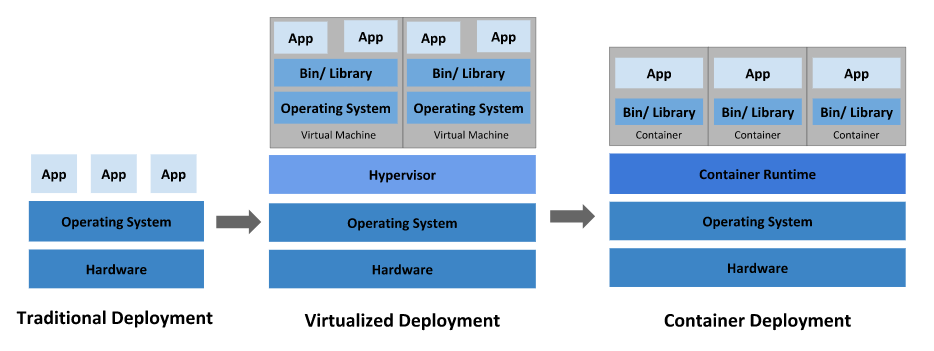 App App App
Operating System
Hardware
Traditional Deployment
App App App App
Bin/ Library Bin/ Library
Operating System Operating System
Virtual Machine Virtual Machine
Hypervisor
Operating System
Hardware
Virtualized Deployment
App App App
Bin/ Library Bin/ Library Bin/ Library
Container Container Container
Container Runtime
Operating System
Hardware
Container Deployment